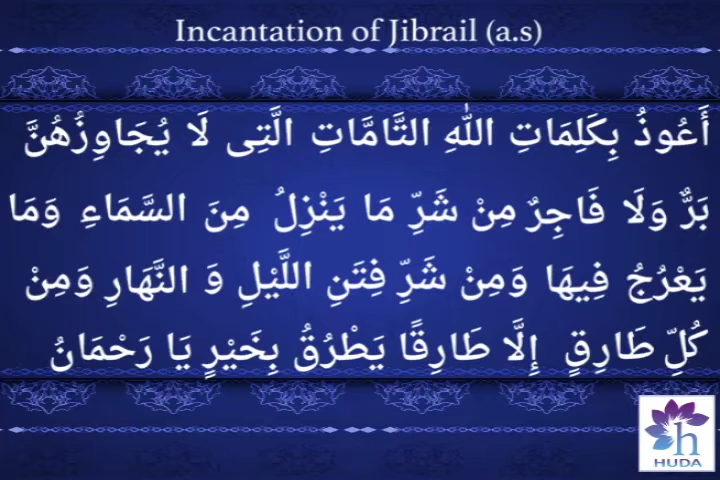 Incantation of Jibrail (a.s)
أَعُوذُ بِكَلِمَاتِ اللّٰهِ التَّامَّاتِ الَّتِى لَا يُجَاوِزُهُنَّ
بَرٌّ وَلَا فَاجِرٌ مِنْ شَرِّ مَا يَنْزِلُ مِنَ السَّمَاءِ وَمَا
يَعْرُجُ فِيهَا وَمِنْ شَرِّ فِتَنِ اللَّيْلِ وَ النَّهَارِ وَمِنْ
كُلِّ طَارِقٍ إِلَّا طَارِقًا يَطْرُقُ بِخَيْرٍ يَا رَحْمَانُ
h
HUDA